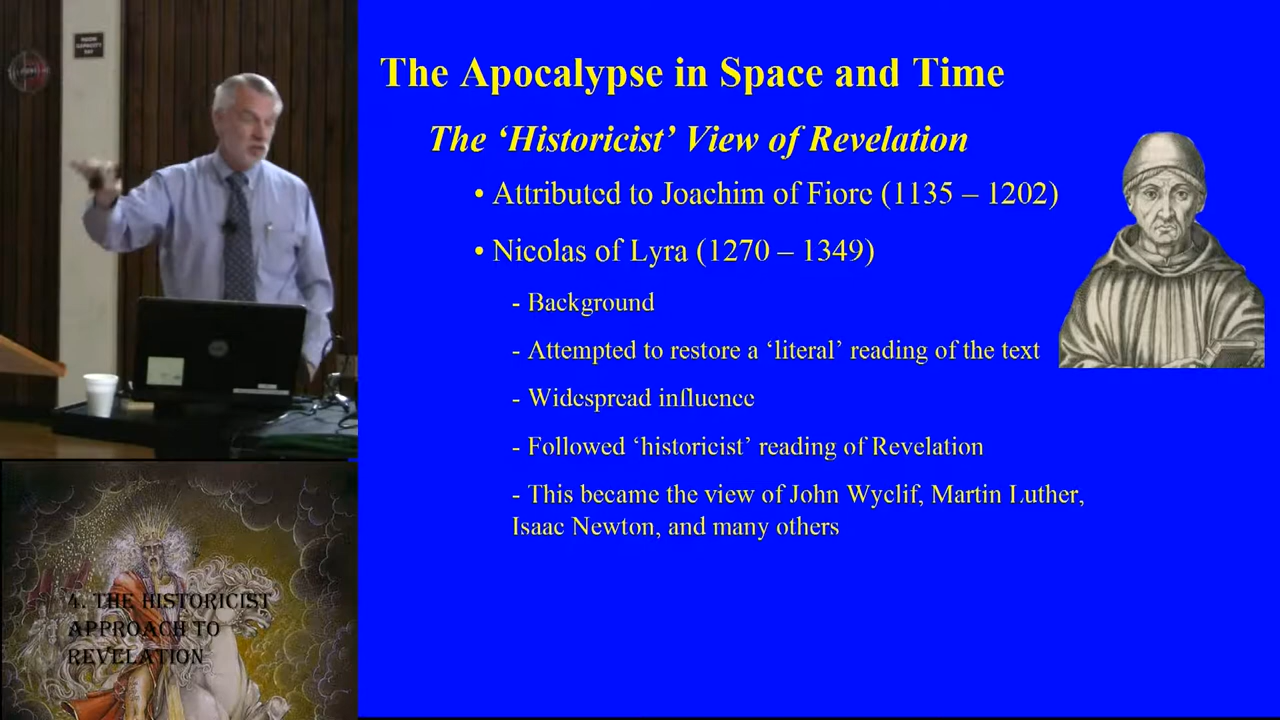 ROOM
CAPACITY
The Apocalypse in Space and Time
The ‘Historicist’ View of Revelation
• Attributed to Joachim of Fiore (1135 – 1202)
• Nicolas of Lyra (1270 – 1349)
- Background
- Attempted to restore a ‘literal’ reading of the text
- Widespread influence
- Followed ‘historicist’ reading of Revelation
- This became the view of John Wyclif, Martin Luther,
Isaac Newton, and many others
4. THE HISTORICIST
APPROACH TO
REVELATION